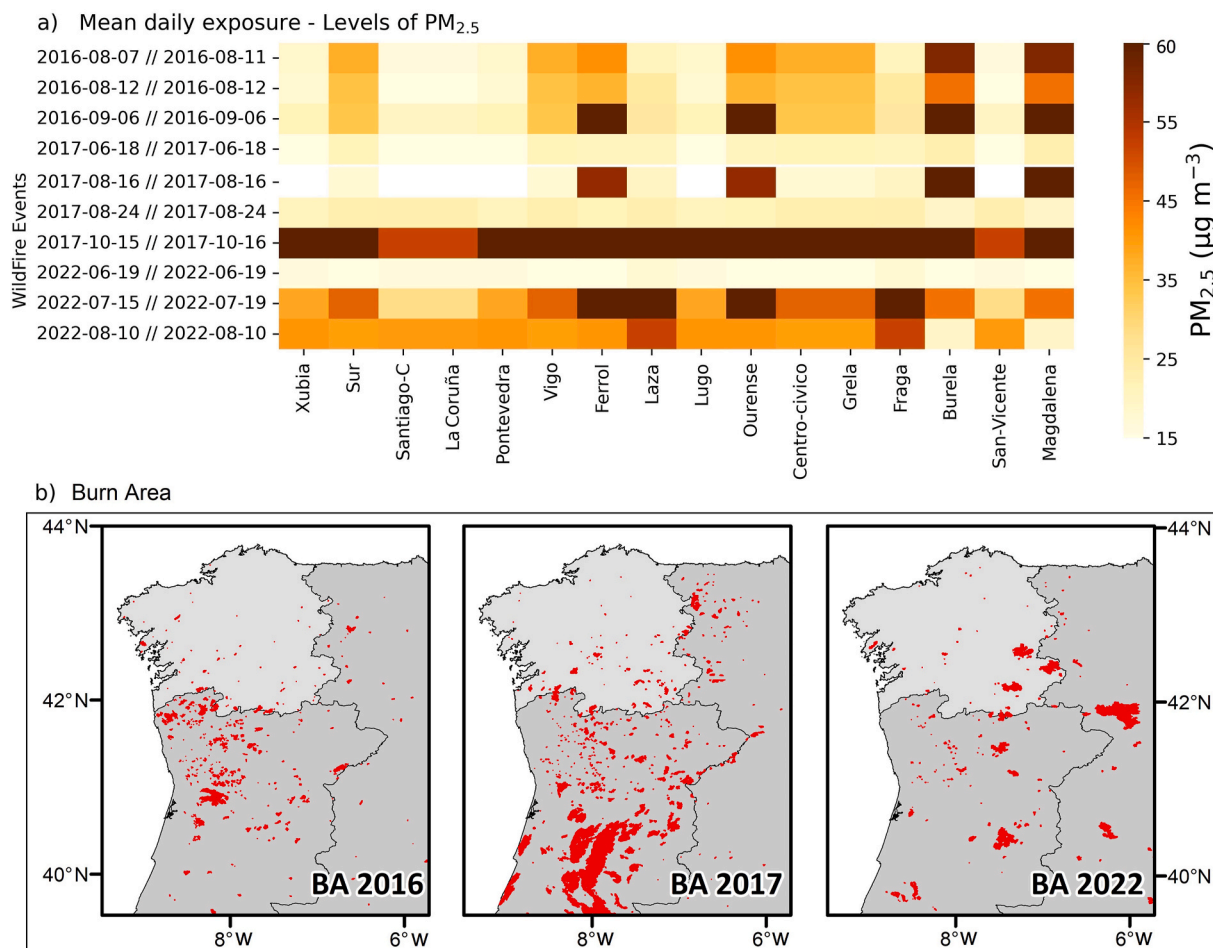 a) Mean daily exposure - Levels of PM2.5
WildFire Events
2016-08-07 // 2016-08-11
2016-08-12 // 2016-08-12
2016-09-06 // 2016-09-06
2017-06-18 // 2017-06-18
2017-08-16 // 2017-08-16
2017-08-24 // 2017-08-24
2017-10-15 // 2017-10-16
2022-06-19 // 2022-06-19
2022-07-15 // 2022-07-19
2022-08-10 // 2022-08-10
Xubia
Sur
Santiago-C
La Coruña
Pontevedra
Vigo
Ferrol
Laza
Lugo
Ourense
Centro-civico
Grela
Fraga
Burela
San-Vicente
Magdalena
60
55
45
35
25
15
PM2.5 (µg m−3)
b) Burn Area
44°N
42°N
40°N
BA 2016
BA 2017
BA 2022
44°N
42°N
40°N
8°W
6°W
8°W
6°W
8°W
6°W